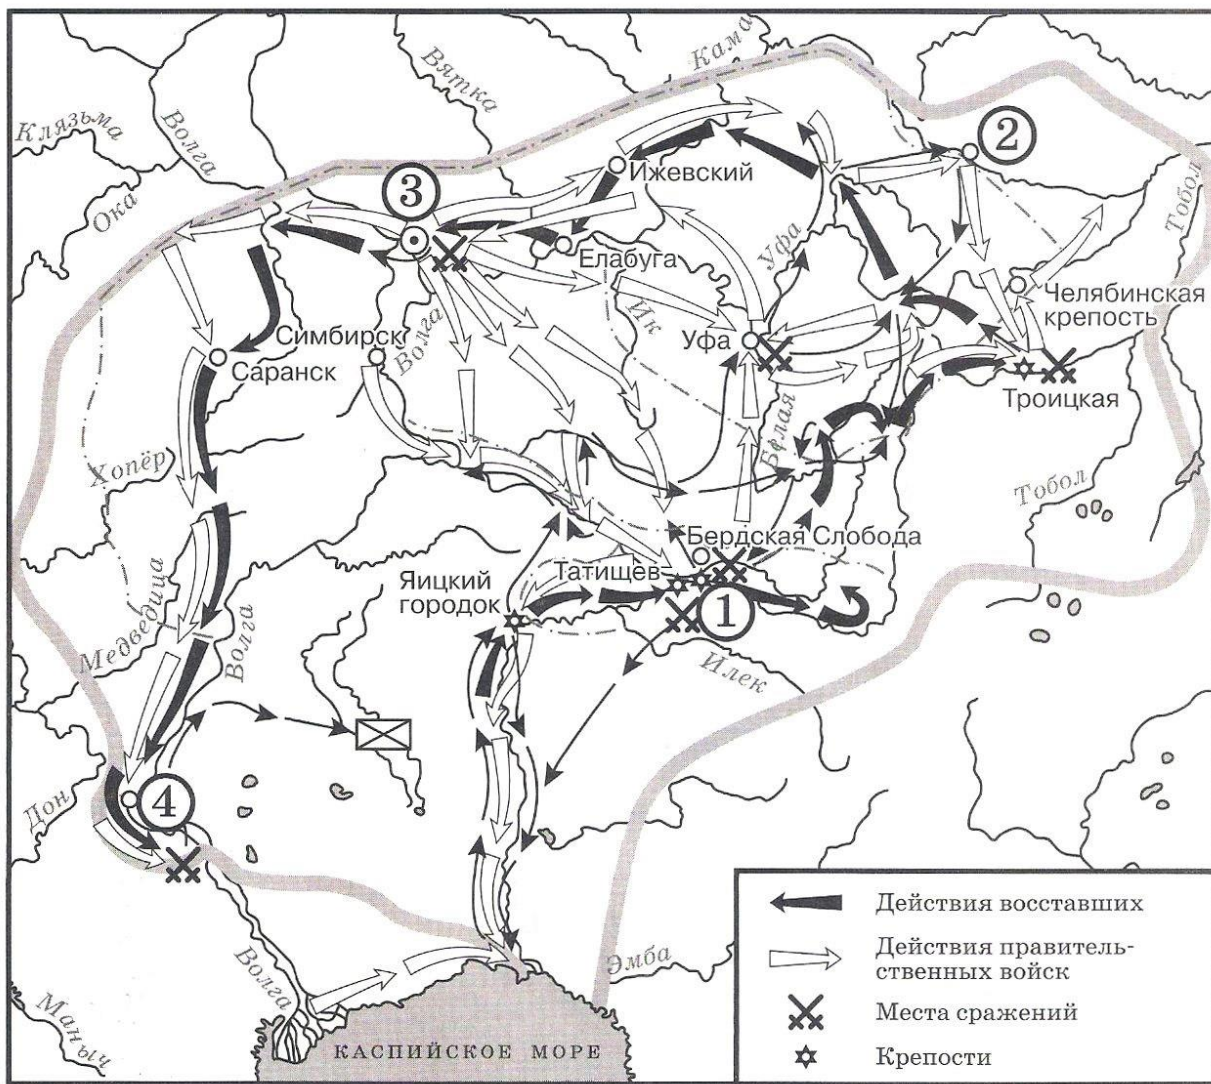 Кама
Вятка
Волга
Клязьма
Ока
2
Тобол
3
Ижевский
Елабуга
Уфа
Ик
Челябинская
крепость
Симбирск
Волга
Уфа
Саранск
Троицкая
Белая
Хопёр
Тобол
Бердская Слобода
Татищев
Яицкий
городок
1
Медведица
Волга
Илек
Дон
4
Действия восставших
Действия правитель-
ственных войск
Эмба
Волга
Маныч
Места сражений
Крепости
КАСПИЙСКОЕ МОРЕ